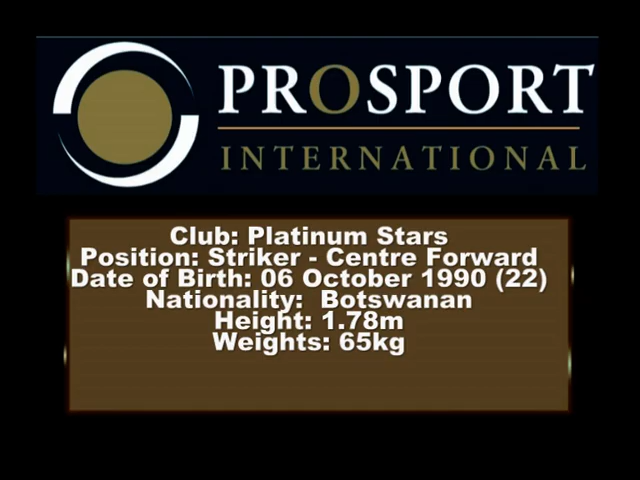 PROSPORT
INTERNATIONAL
Club: Platinum Stars
Position: Striker - Centre Forward
Date of Birth: 06 October 1990 (22)
Nationality:  Botswanan
Height: 1.78m
Weights: 65kg